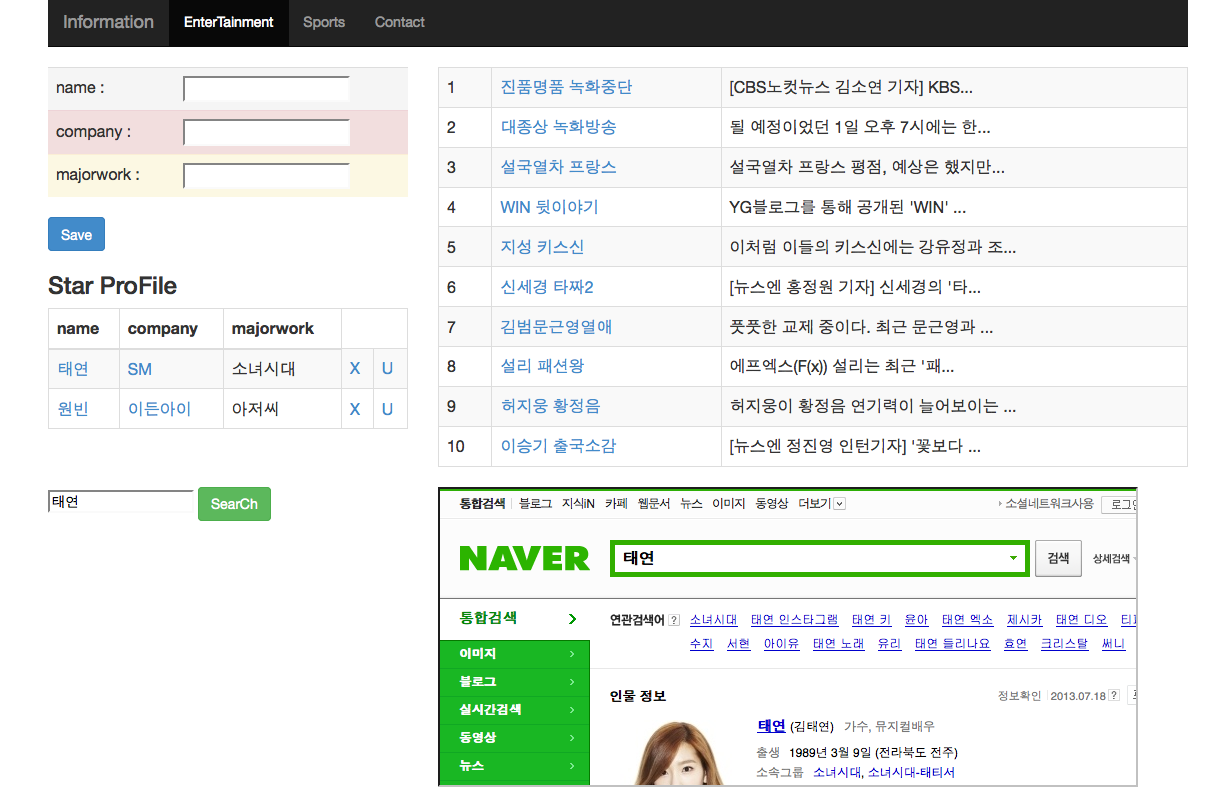 Information EnterTainment Sports Contact
name :
company :
majorwork :
Save
Star ProFile
name company majorwork
태연 SM 소녀시대 X U
원빈 이든아이 아저씨 X U
태연 SearCh
1 진품명품 녹화중단 [CBS노컷뉴스 김소연 기자] KBS...
2 대종상 녹화방송 될 예정이었던 1일 오후 7시에는 한...
3 설국열차 프랑스 설국열차 프랑스 평점, 예상은 했지만...
4 WIN 뒷이야기 YG블로그를 통해 공개된 'WIN' ...
5 지성 키스신 이처럼 이들의 키스신에는 강유정과 조...
6 신세경 타짜2 [뉴스엔 홍정원 기자] 신세경의 '타...
7 김범문근영열애 풋풋한 교제 중이다. 최근 문근영과 ...
8 설리 패션왕 에프엑스(F(x)) 설리는 최근 '패...
9 허지웅 황정음 허지웅이 황정음 연기력이 늘어보이는 ...
10 이승기 출국소감 [뉴스엔 정진영 인턴기자] '꽃보다 ...
통합검색 블로그 지식iN 카페 웹문서 뉴스 이미지 동영상 더보기 소셜네트워크사용 로그인
NAVER 태연 검색 상세검색
통합검색
이미지
블로그
실시간검색
동영상
뉴스
연관검색어 ? 소녀시대 태연 인스타그램 태연 키 윤아 태연 엑소 제시카 태연 디오
수지 서현 아이유 태연 노래 유리 태연 들리나요 효연 크리스탈 써니
인물 정보 정보확인 2013.07.18 ?
태연 (김태연) 가수, 뮤지컬배우
출생 1989년 3월 9일 (전라북도 전주)
소속그룹 소녀시대, 소녀시대-태티서